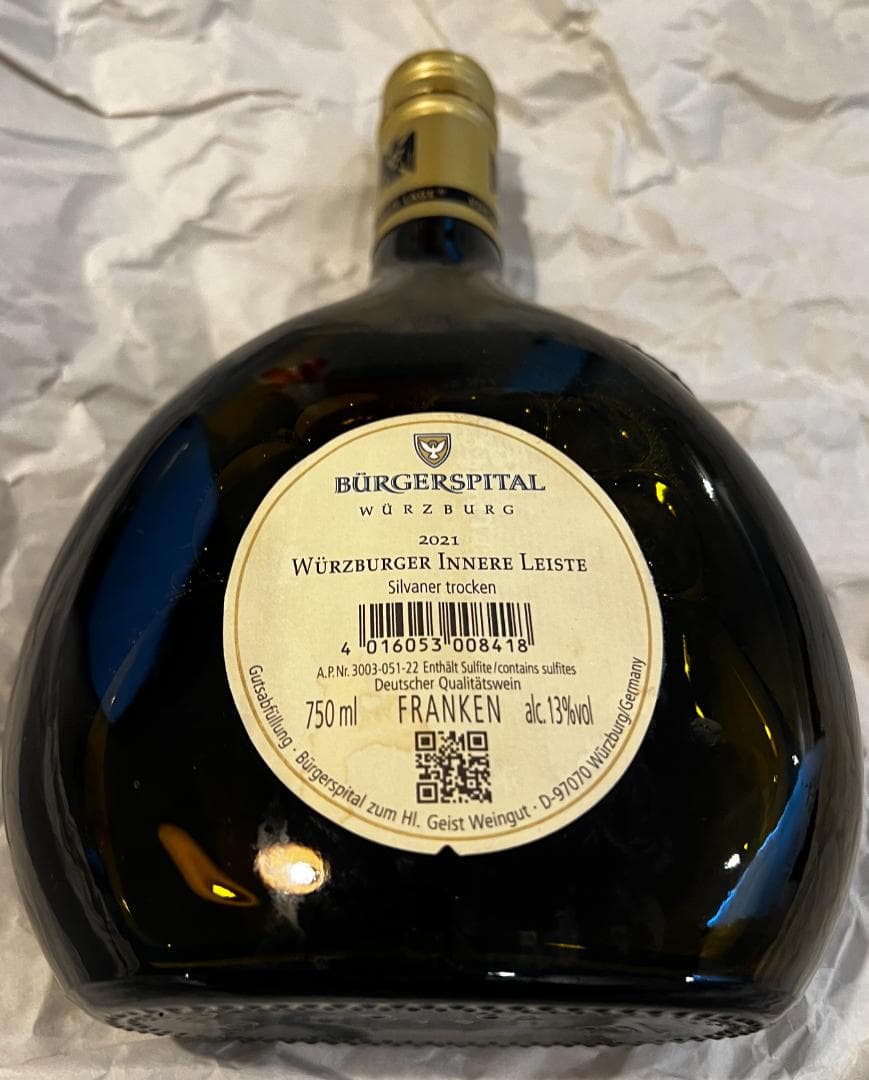 BÜRGERSPITAL
WÜRZBURG
2021
WÜRZBURGER INNERE LEISTE
Silvaner trocken
4 016053 008418
A.P.Nr. 3003-051-22 Enthält Sulfite/contains sulfites
Deutscher Qualitätswein
750 ml FRANKEN alc.13%vol
Gutsabfüllung · Bürgerspital zum Hl. Geist Weingut · D-97070 Würzburg/Germany